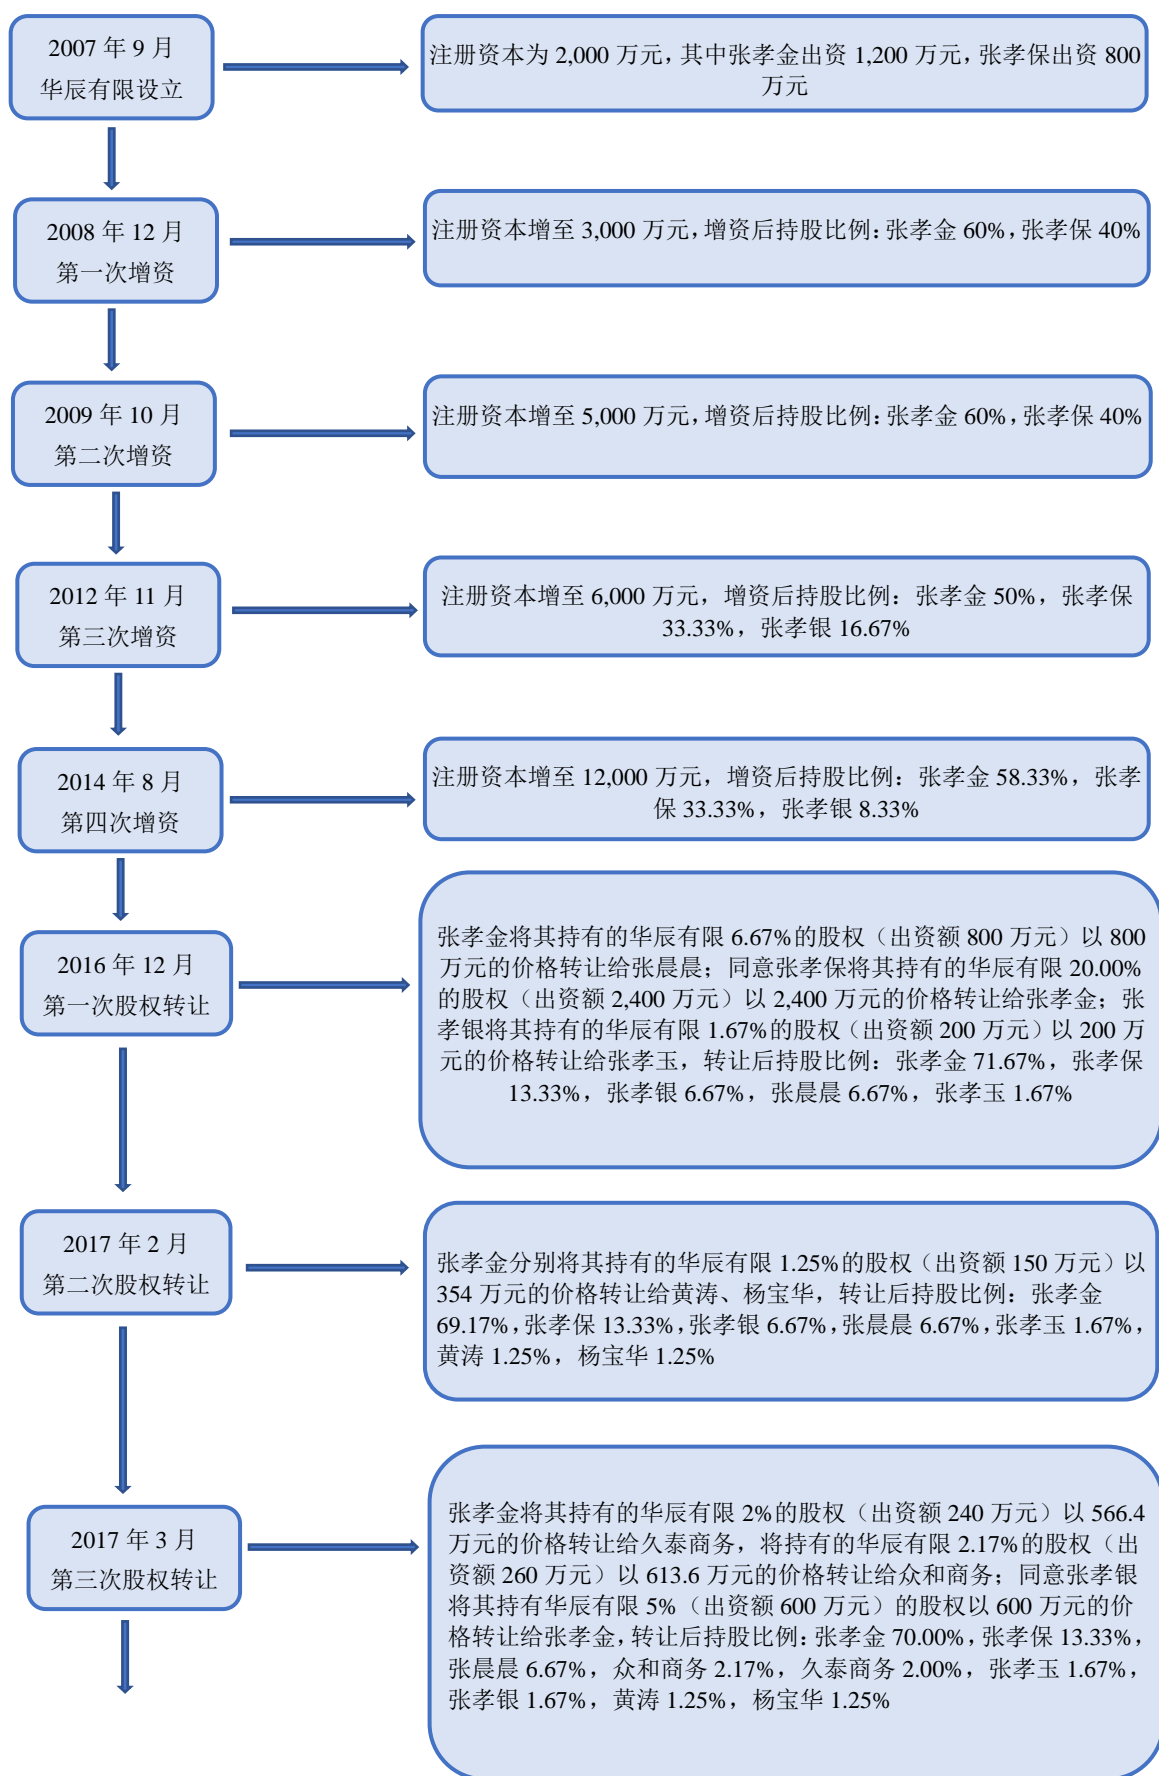 2007 年 9 月
华辰有限设立
注册资本为 2,000 万元，其中张孝金出资 1,200 万元，张孝保出资 800
万元
2008 年 12 月
第一次增资
注册资本增至 3,000 万元，增资后持股比例：张孝金 60%，张孝保 40%
2009 年 10 月
第二次增资
注册资本增至 5,000 万元，增资后持股比例：张孝金 60%，张孝保 40%
2012 年 11 月
第三次增资
注册资本增至 6,000 万元，增资后持股比例：张孝金 50%，张孝保
33.33%，张孝银 16.67%
2014 年 8 月
第四次增资
注册资本增至 12,000 万元，增资后持股比例：张孝金 58.33%，张孝
保 33.33%，张孝银 8.33%
2016 年 12 月
第一次股权转让
张孝金将其持有的华辰有限 6.67%的股权（出资额 800 万元）以 800
万元的价格转让给张晨晨；同意张孝保将其持有的华辰有限 20.00%
的股权（出资额 2,400 万元）以 2,400 万元的价格转让给张孝金；张
孝银将其持有的华辰有限 1.67%的股权（出资额 200 万元）以 200 万
元的价格转让给张孝玉，转让后持股比例：张孝金 71.67%，张孝保
13.33%，张孝银 6.67%，张晨晨 6.67%，张孝玉 1.67%
2017 年 2 月
第二次股权转让
张孝金分别将其持有的华辰有限 1.25%的股权（出资额 150 万元）以
354 万元的价格转让给黄涛、杨宝华，转让后持股比例：张孝金
69.17%，张孝保 13.33%，张孝银 6.67%，张晨晨 6.67%，张孝玉 1.67%，
黄涛 1.25%，杨宝华 1.25%
2017 年 3 月
第三次股权转让
张孝金将其持有的华辰有限 2%的股权（出资额 240 万元）以 566.4
万元的价格转让给久泰商务，将持有的华辰有限 2.17%的股权（出
资额 260 万元）以 613.6 万元的价格转让给众和商务；同意张孝银
将其持有华辰有限 5%（出资额 600 万元）的股权以 600 万元的价
格转让给张孝金，转让后持股比例：张孝金 70.00%，张孝保 13.33%，
张晨晨 6.67%，众和商务 2.17%，久泰商务 2.00%，张孝玉 1.67%，
张孝银 1.67%，黄涛 1.25%，杨宝华 1.25%